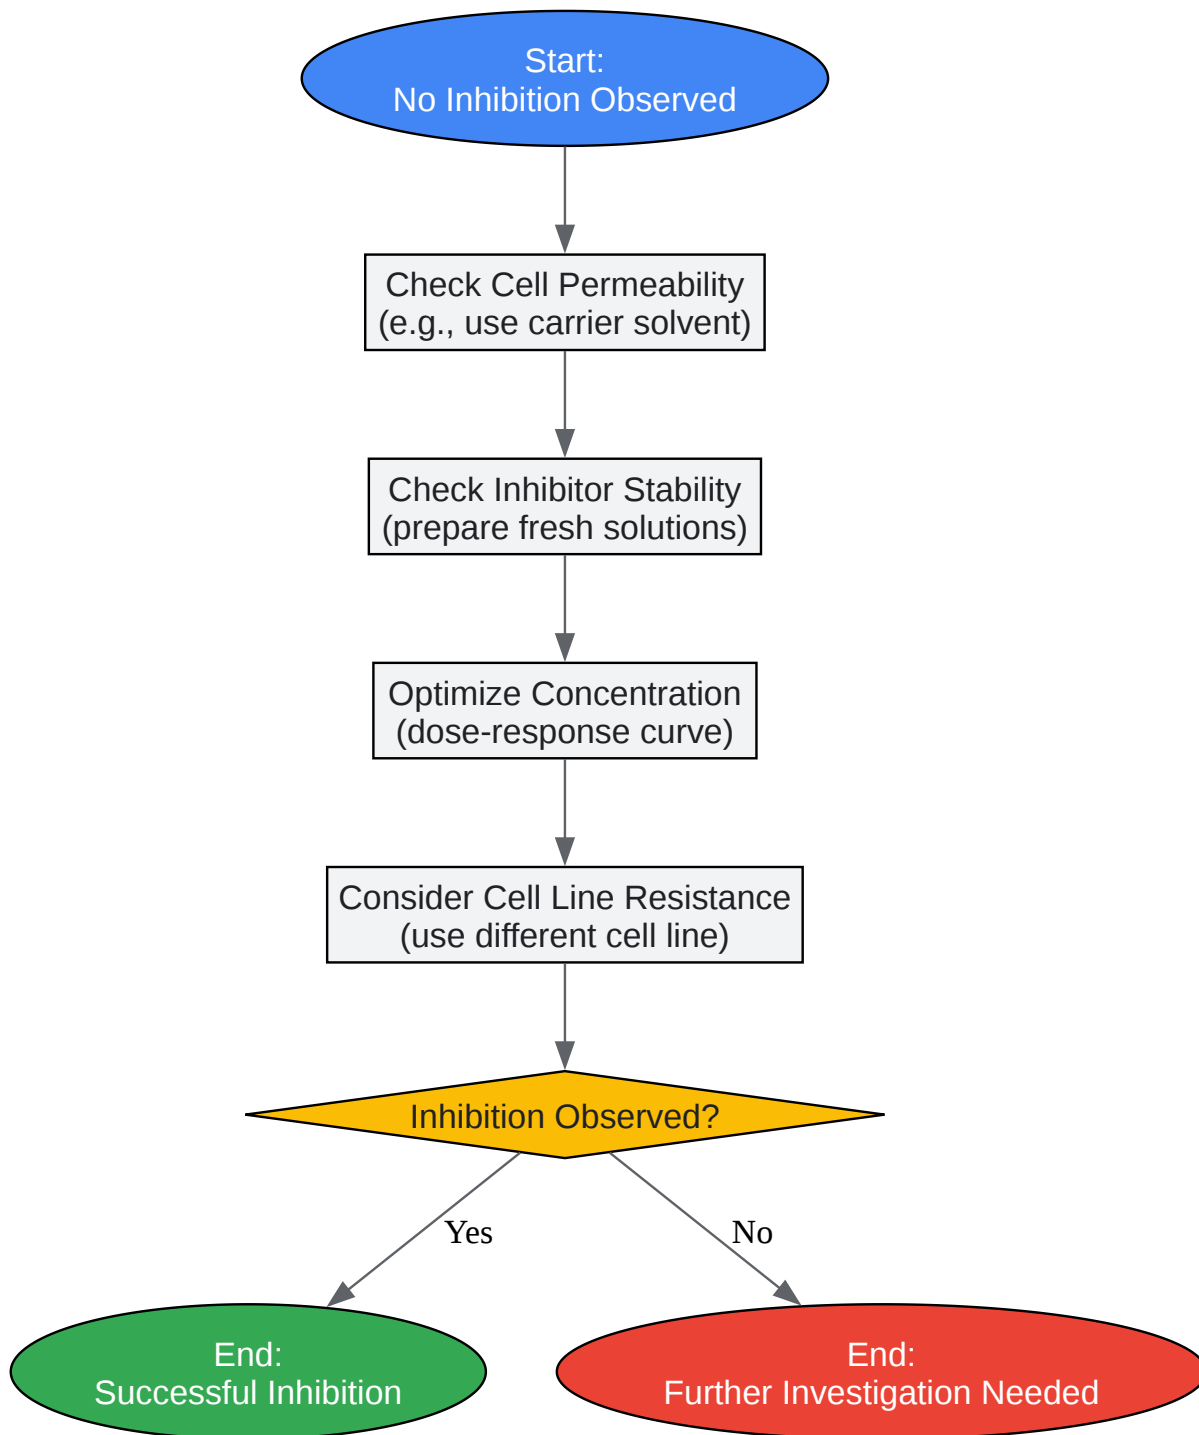 Start:
No Inhibition Observed
Check Cell Permeability
(e.g., use carrier solvent)
Check Inhibitor Stability
(prepare fresh solutions)
Optimize Concentration
(dose-response curve)
Consider Cell Line Resistance
(use different cell line)
Inhibition Observed?
Yes
No
End:
Successful Inhibition
End:
Further Investigation Needed